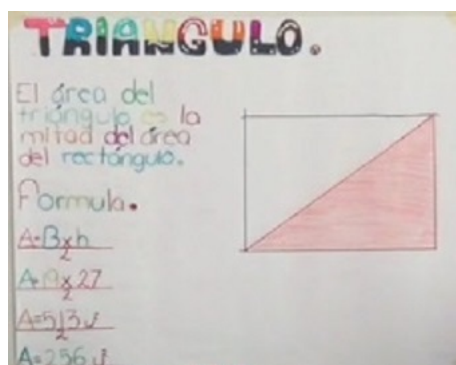 TRIANGULO.
El área del
triángulo es la
mitad del área
del rectángulo.
Formula.
A=Bxh
2
A=19x27
2
A=513
2
A=256